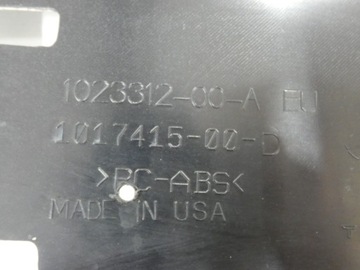 1023312-00-A EU
1017415-00-D
>PC-ABS<
MADE IN USA